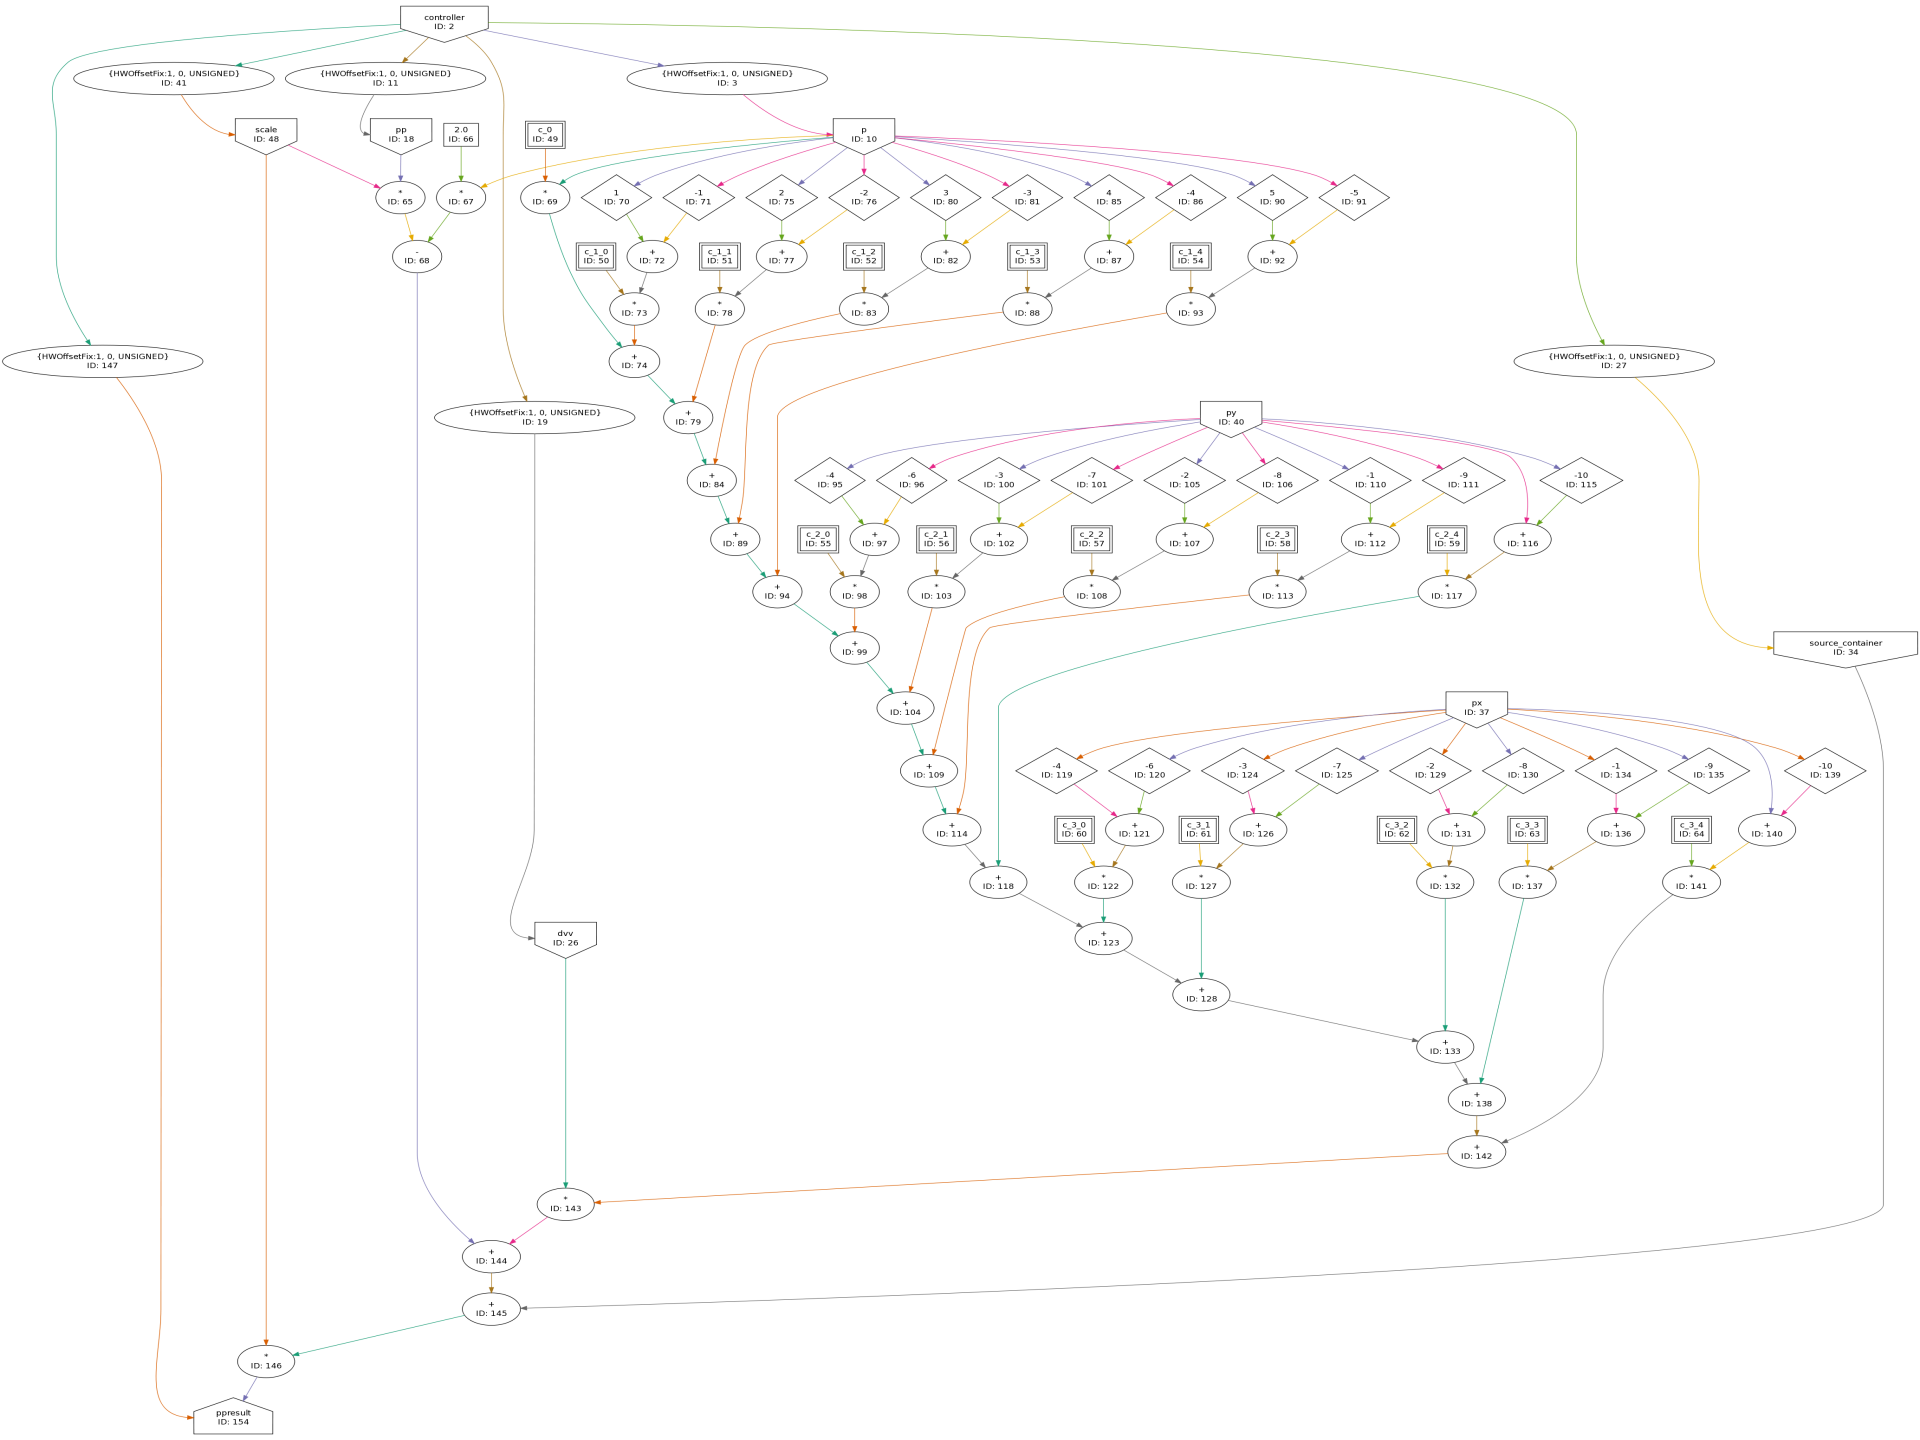 controller
ID: 2
{HWOffsetFix:1, 0, UNSIGNED}
ID: 41
{HWOffsetFix:1, 0, UNSIGNED}
ID: 11
{HWOffsetFix:1, 0, UNSIGNED}
ID: 3
scale
ID: 48
pp
ID: 18
2.0
ID: 66
c_0
ID: 49
p
ID: 10
*
ID: 65
*
ID: 67
*
ID: 69
1
ID: 70
-1
ID: 71
2
ID: 75
-2
ID: 76
3
ID: 80
-3
ID: 81
4
ID: 85
-4
ID: 86
5
ID: 90
-5
ID: 91
-
ID: 68
c_1_0
ID: 50
+
ID: 72
c_1_1
ID: 51
+
ID: 77
c_1_2
ID: 52
+
ID: 82
c_1_3
ID: 53
+
ID: 87
c_1_4
ID: 54
+
ID: 92
*
ID: 73
*
ID: 78
*
ID: 83
*
ID: 88
*
ID: 93
{HWOffsetFix:1, 0, UNSIGNED}
ID: 147
+
ID: 74
{HWOffsetFix:1, 0, UNSIGNED}
ID: 27
{HWOffsetFix:1, 0, UNSIGNED}
ID: 19
+
ID: 79
py
ID: 40
+
ID: 84
-4
ID: 95
-6
ID: 96
-3
ID: 100
-7
ID: 101
-2
ID: 105
-8
ID: 106
-1
ID: 110
-9
ID: 111
-10
ID: 115
+
ID: 89
c_2_0
ID: 55
+
ID: 97
c_2_1
ID: 56
+
ID: 102
c_2_2
ID: 57
+
ID: 107
c_2_3
ID: 58
+
ID: 112
c_2_4
ID: 59
+
ID: 116
+
ID: 94
*
ID: 98
*
ID: 103
*
ID: 108
*
ID: 113
*
ID: 117
+
ID: 99
source_container
ID: 34
+
ID: 104
px
ID: 37
+
ID: 109
-4
ID: 119
-6
ID: 120
-3
ID: 124
-7
ID: 125
-2
ID: 129
-8
ID: 130
-1
ID: 134
-9
ID: 135
-10
ID: 139
+
ID: 114
c_3_0
ID: 60
+
ID: 121
c_3_1
ID: 61
+
ID: 126
c_3_2
ID: 62
+
ID: 131
c_3_3
ID: 63
+
ID: 136
c_3_4
ID: 64
+
ID: 140
+
ID: 118
*
ID: 122
*
ID: 127
*
ID: 132
*
ID: 137
*
ID: 141
dvv
ID: 26
+
ID: 123
+
ID: 128
+
ID: 133
+
ID: 138
+
ID: 142
*
ID: 143
+
ID: 144
+
ID: 145
*
ID: 146
ppresult
ID: 154